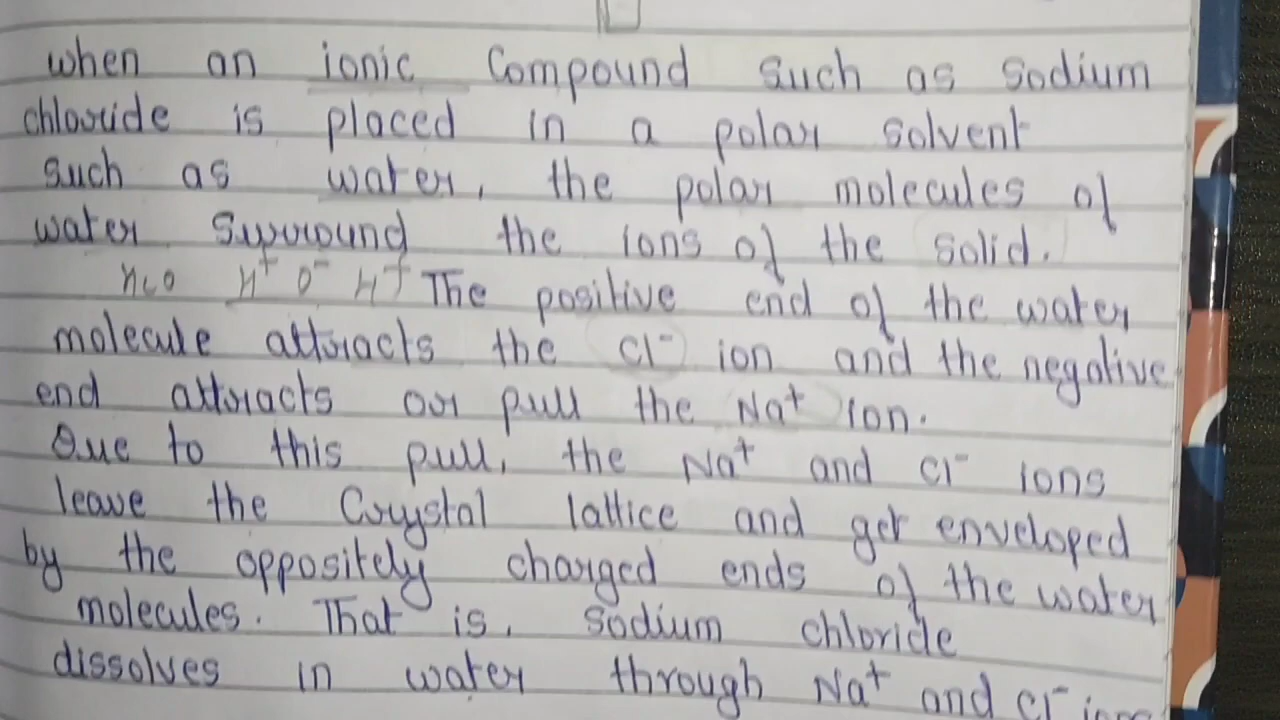 when an ionic Compound such as sodium
chloride is placed in a polar solvent
such as water, the polar molecules of
water surround the ions of the solid.
H⁺ O⁻ H⁺ The positive end of the water
molecule attracts the Cl⁻ ion and the negative
end attracts or pull the Na⁺ ion.
Due to this pull, the Na⁺ and Cl⁻ ions
leave the Crystal lattice and get enveloped
by the oppositely charged ends of the water
molecules. That is, sodium chloride
dissolves in water through Na⁺ and Cl⁻ ions